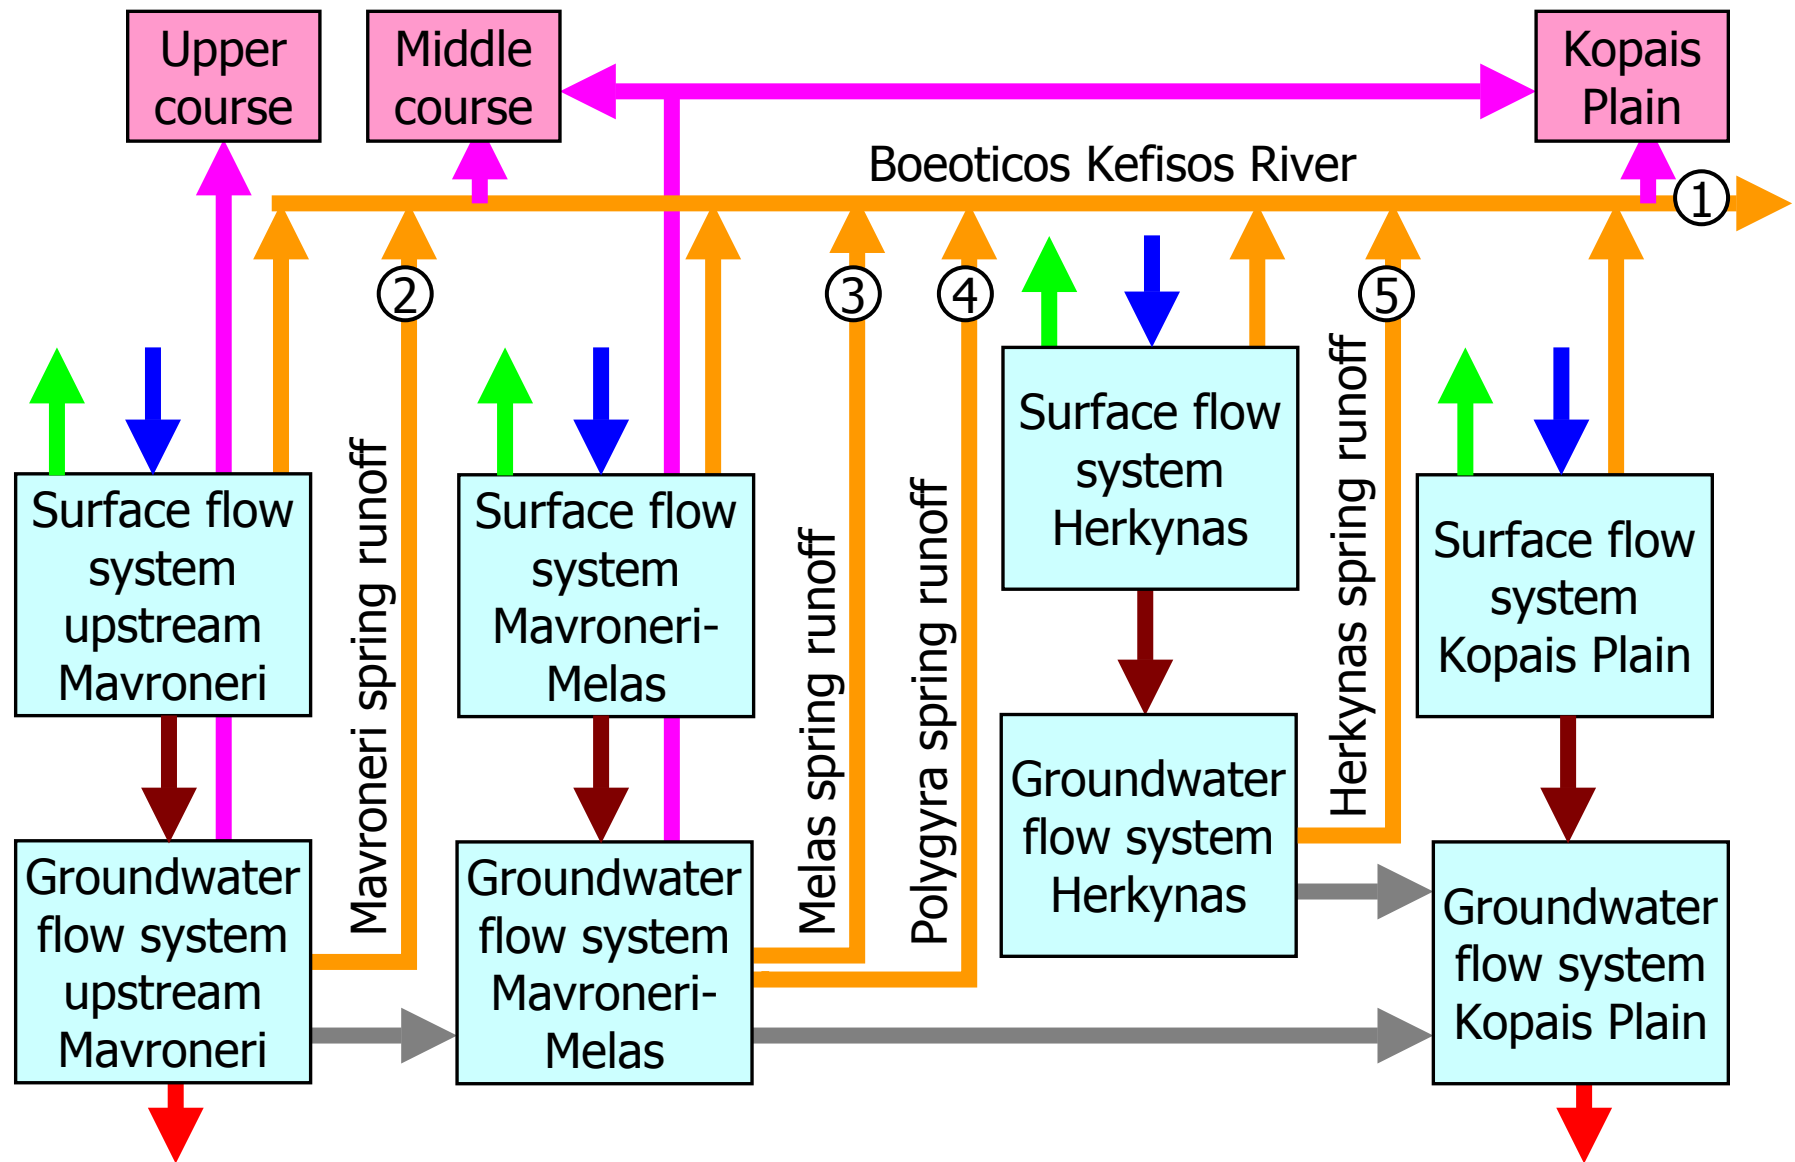 Upper
course
Middle
course
Kopais
Plain
Boeoticos Kefisos River
1
2
3
4
5
Mavroneri spring runoff
Melas spring runoff
Polygyra spring runoff
Herkynas spring runoff
Surface flow
system
upstream
Mavroneri
Surface flow
system
Mavroneri-
Melas
Surface flow
system
Herkynas
Surface flow
system
Kopais Plain
Groundwater
flow system
upstream
Mavroneri
Groundwater
flow system
Mavroneri-
Melas
Groundwater
flow system
Herkynas
Groundwater
flow system
Kopais Plain